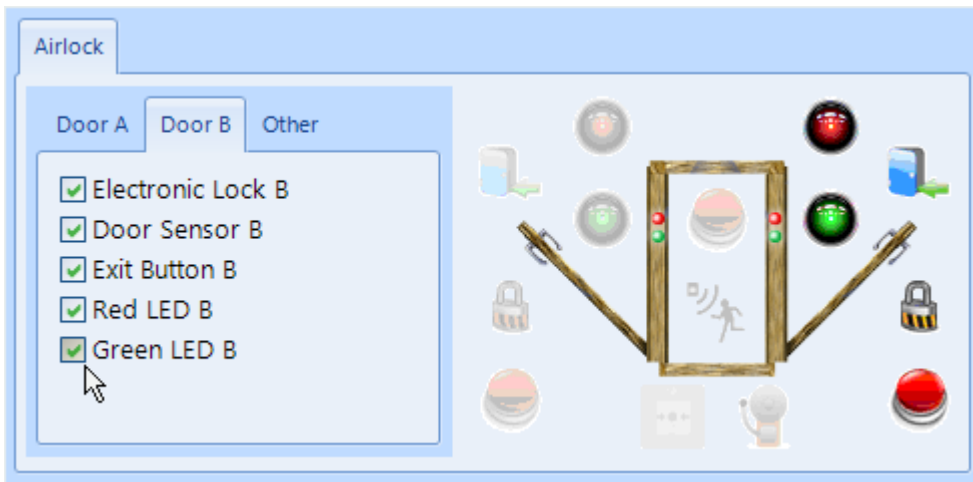 Airlock
Door A Door B Other
Electronic Lock B
Door Sensor B
Exit Button B
Red LED B
Green LED B